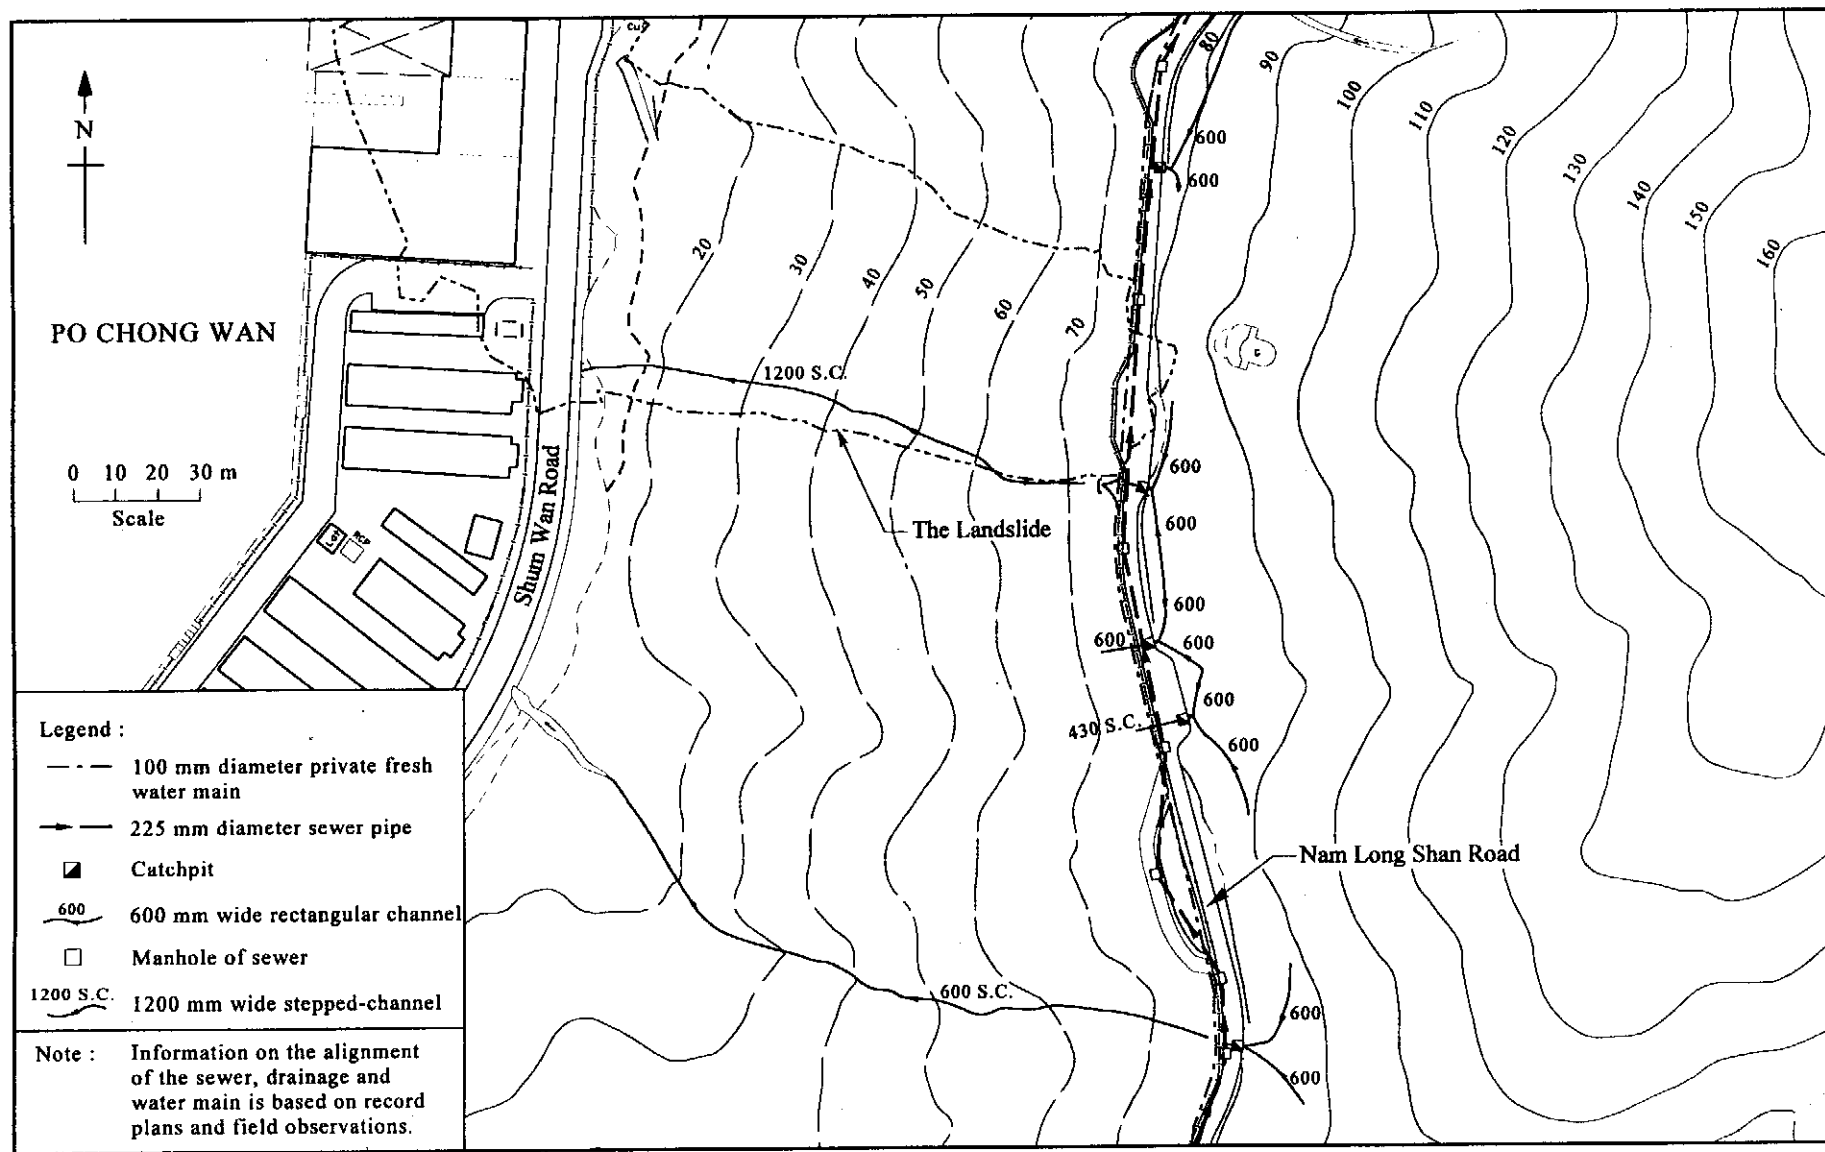 Cut
80
90
100
110
120
130
140
150
160
600
600
N
20
30
40
50
60
70
PO CHONG WAN
1200 S.C.
0 10 20 30 m
Scale
Shum Wan Road
The Landslide
600
600
Lat
RCP
600
600
600
600
430 S.C.
600
Nam Long Shan Road
600 S.C.
600
600
Legend :
100 mm diameter private fresh
water main
225 mm diameter sewer pipe
Catchpit
600
600 mm wide rectangular channel
Manhole of sewer
1200 S.C.
1200 mm wide stepped-channel
Note :
Information on the alignment
of the sewer, drainage and
water main is based on record
plans and field observations.